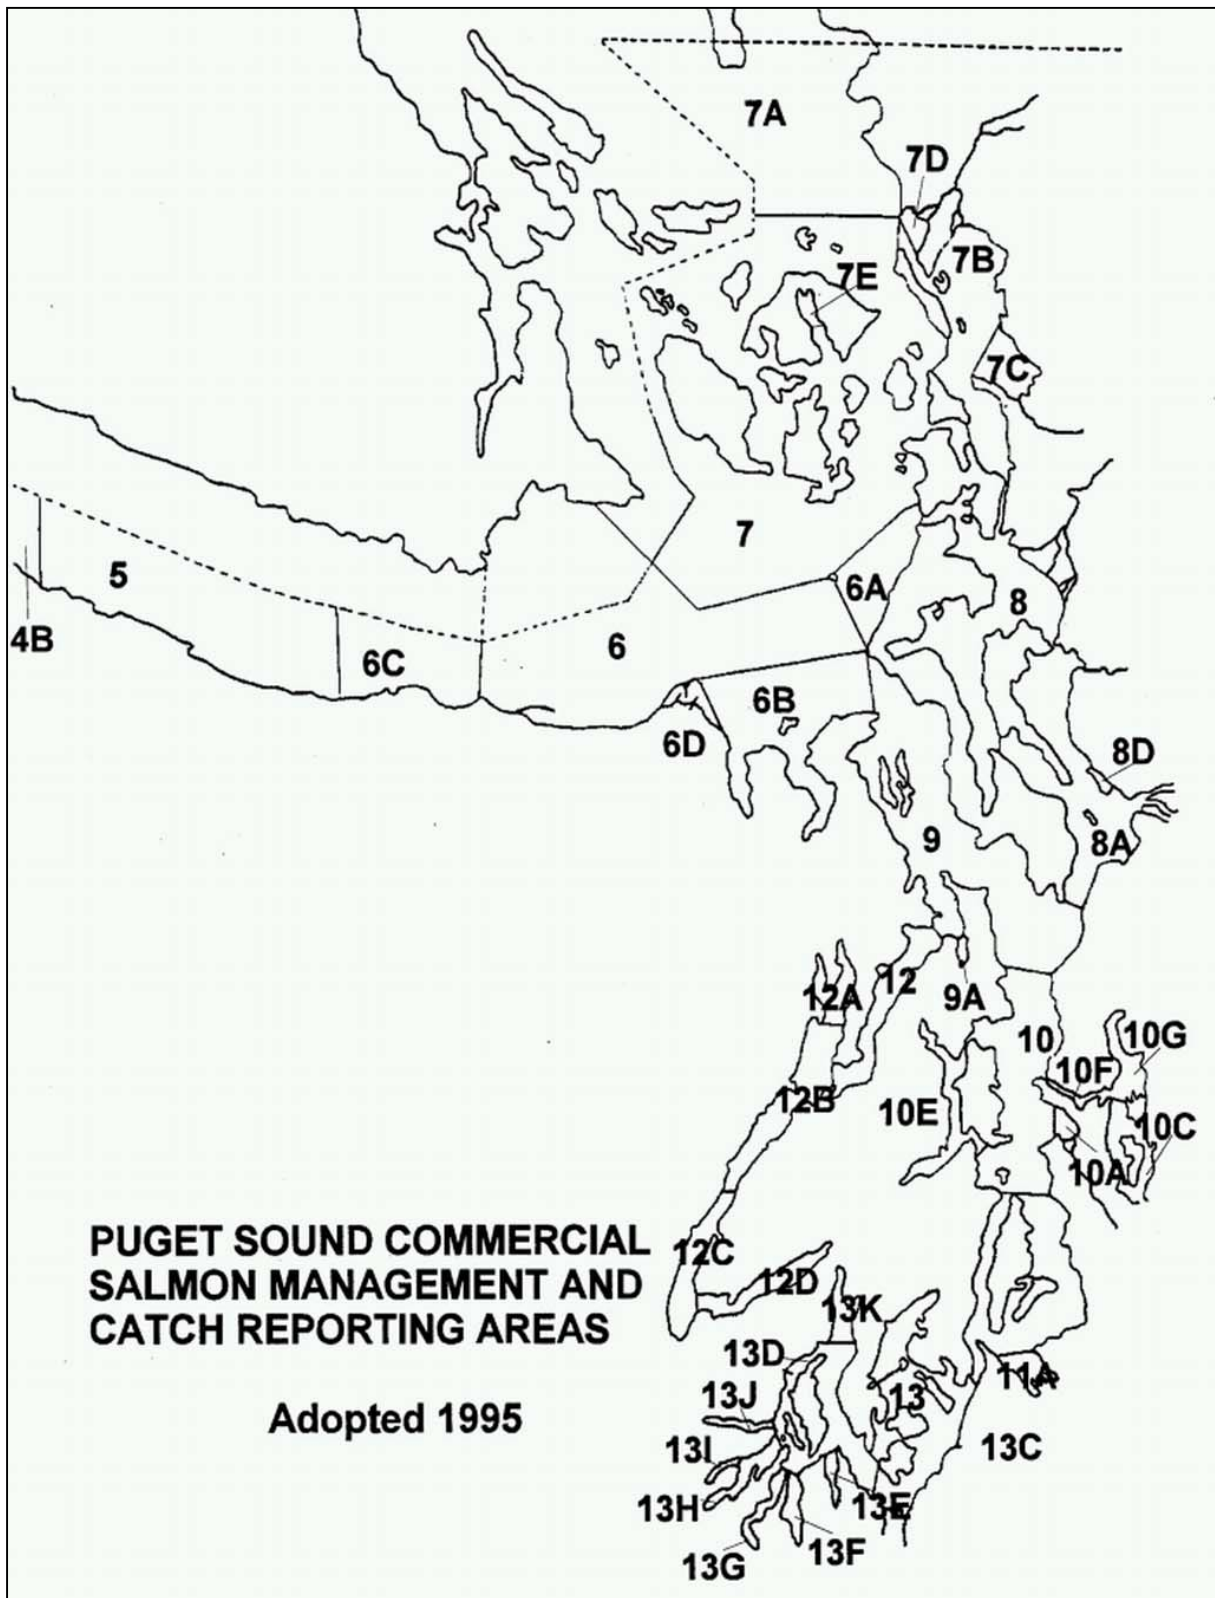 7A
7D
7B
7E
7C
7
5
6A
8
4B
6
6C
6B
6D
8D
9
8A
12
12A
9A
10
10G
10F
12B
10E
10C
10A
PUGET SOUND COMMERCIAL
SALMON MANAGEMENT AND
CATCH REPORTING AREAS
12C
12D
13K
13D
11A
13J
13
Adopted 1995
13I
13C
13H
13E
13F
13G